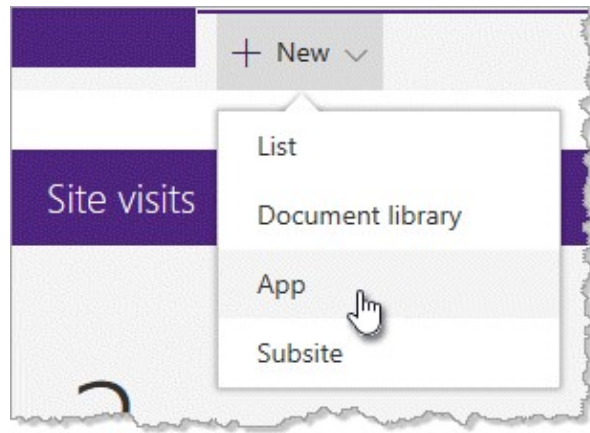 + New
List
Site visits
Document library
App
Subsite